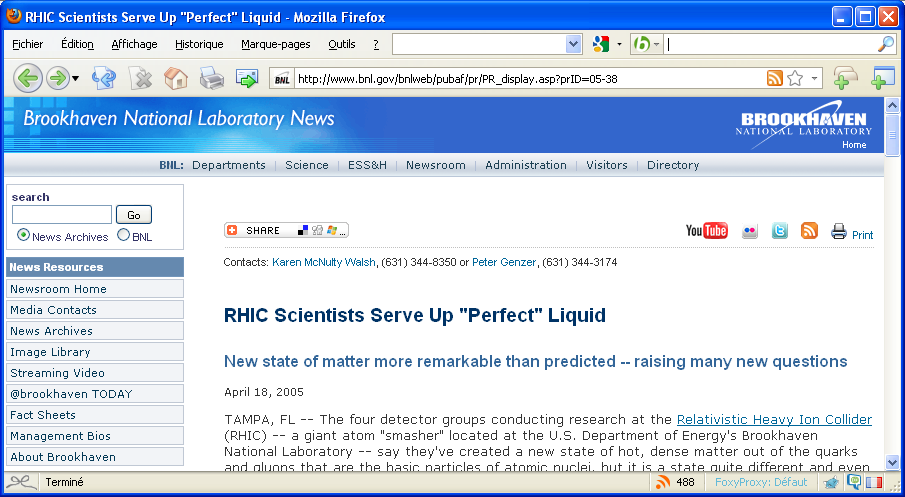 RHIC Scientists Serve Up "Perfect" Liquid - Mozilla Firefox
Fichier Édition Affichage Historique Marque-pages Outils ?
BNL http://www.bnl.gov/bnlweb/pubaf/pr/PR_display.asp?prID=05-38
Brookhaven National Laboratory News
BROOKHAVEN
NATIONAL LABORATORY
Home
BNL: Departments | Science | ESS&H | Newsroom | Administration | Visitors | Directory
search
Go
News Archives BNL
SHARE ...
YouTube Print
Contacts: Karen McNulty Walsh, (631) 344-8350 or Peter Genzer, (631) 344-3174
News Resources
Newsroom Home
Media Contacts
News Archives
Image Library
Streaming Video
@brookhaven TODAY
Fact Sheets
Management Bios
About Brookhaven
RHIC Scientists Serve Up "Perfect" Liquid
New state of matter more remarkable than predicted -- raising many new questions
April 18, 2005
TAMPA, FL -- The four detector groups conducting research at the Relativistic Heavy Ion Collider
(RHIC) -- a giant atom "smasher" located at the U.S. Department of Energy's Brookhaven
National Laboratory -- say they've created a new state of hot, dense matter out of the quarks
and gluons that are the basic particles of atomic nuclei, but it is a state quite different and even
Terminé 488 FoxyProxy: Défaut